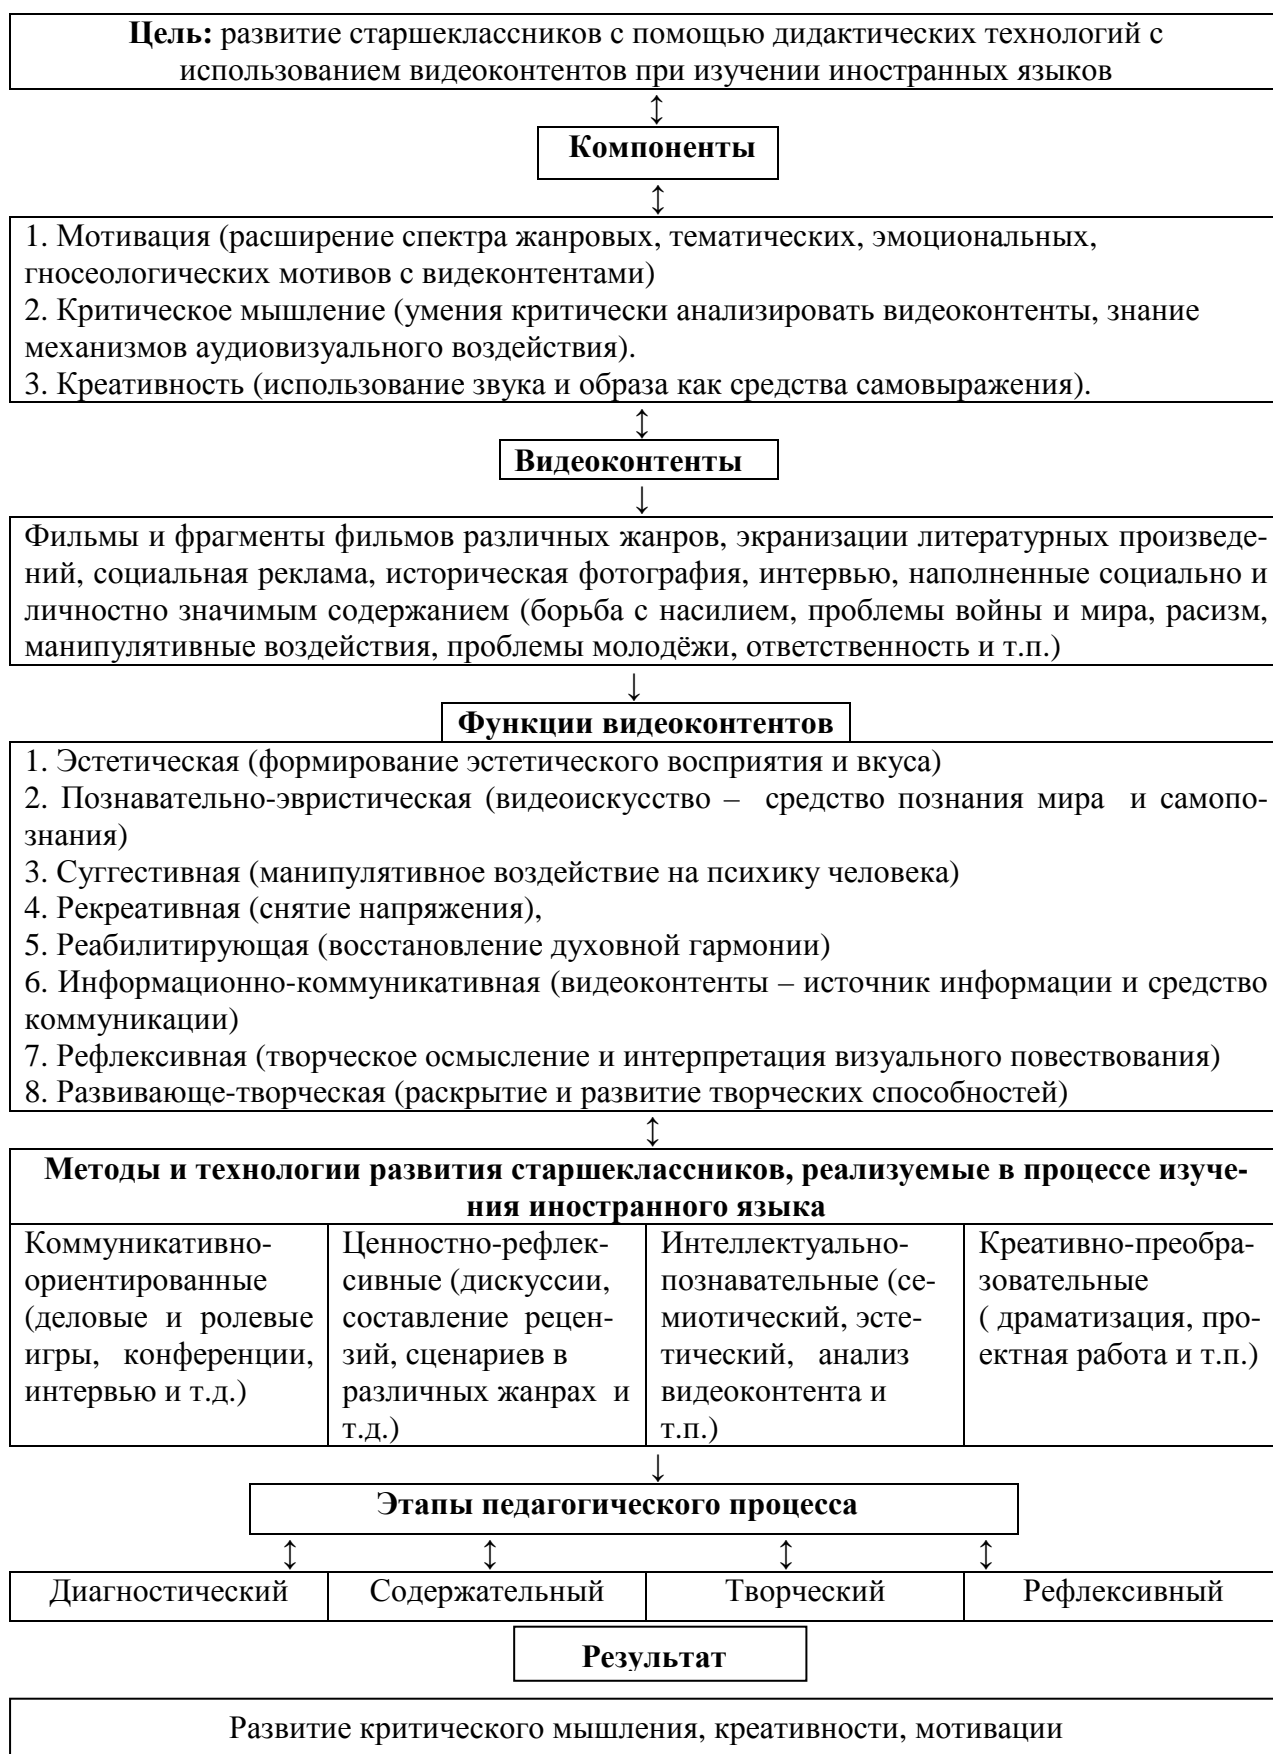 Цель: развитие старшеклассников с помощью дидактических технологий с
использованием видеоконтентов при изучении иностранных языков
↕
Компоненты
↕
1. Мотивация (расширение спектра жанровых, тематических, эмоциональных,
гносеологических мотивов с видеконтентами)
2. Критическое мышление (умения критически анализировать видеоконтенты, знание
механизмов аудиовизуального воздействия).
3. Креативность (использование звука и образа как средства самовыражения).
↕
Видеоконтенты
↓
Фильмы и фрагменты фильмов различных жанров, экранизации литературных произведе-
ний, социальная реклама, историческая фотография, интервью, наполненные социально и
личностно значимым содержанием (борьба с насилием, проблемы войны и мира, расизм,
манипулятивные воздействия, проблемы молодёжи, ответственность и т.п.)
↓
Функции видеоконтентов
1. Эстетическая (формирование эстетического восприятия и вкуса)
2. Познавательно-эвристическая (видеоискусство – средство познания мира и самопо-
знания)
3. Суггестивная (манипулятивное воздействие на психику человека)
4. Рекреативная (снятие напряжения),
5. Реабилитирующая (восстановление духовной гармонии)
6. Информационно-коммуникативная (видеоконтенты – источник информации и средство
коммуникации)
7. Рефлексивная (творческое осмысление и интерпретация визуального повествования)
8. Развивающе-творческая (раскрытие и развитие творческих способностей)
↕
Методы и технологии развития старшеклассников, реализуемые в процессе изуче-
ния иностранного языка
Коммуникативно-
ориентированные
(деловые и ролевые
игры, конференции,
интервью и т.д.)
Ценностно-рефлек-
сивные (дискуссии,
составление рецен-
зий, сценариев в
различных жанрах и
т.д.)
Интеллектуально-
познавательные (се-
миотический, эсте-
тический, анализ
видеоконтента и
т.п.)
Креативно-преобра-
зовательные
( драматизация, про-
ектная работа и т.п.)
↓
Этапы педагогического процесса
↕ ↕ ↕ ↕
Диагностический
Содержательный
Творческий
Рефлексивный
Результат
Развитие критического мышления, креативности, мотивации